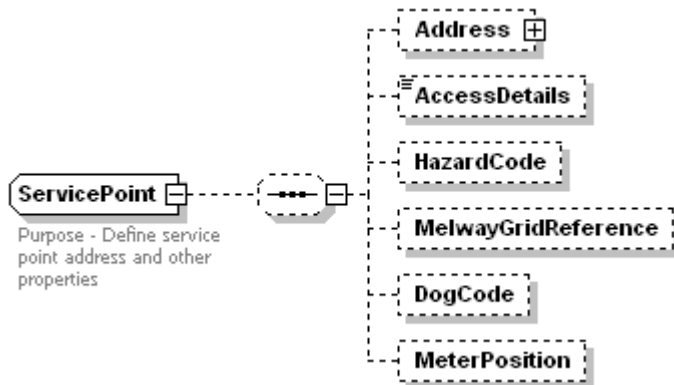 Address
AccessDetails
HazardCode
ServicePoint
Purpose - Define service
point address and other
properties
MelwayGridReference
DogCode
MeterPosition